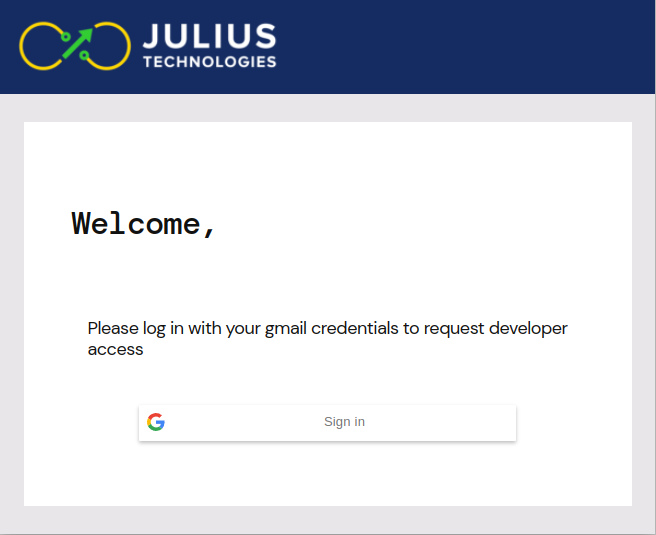 JULIUS
TECHNOLOGIES
Welcome,
Please log in with your gmail credentials to request developer
access
Sign in